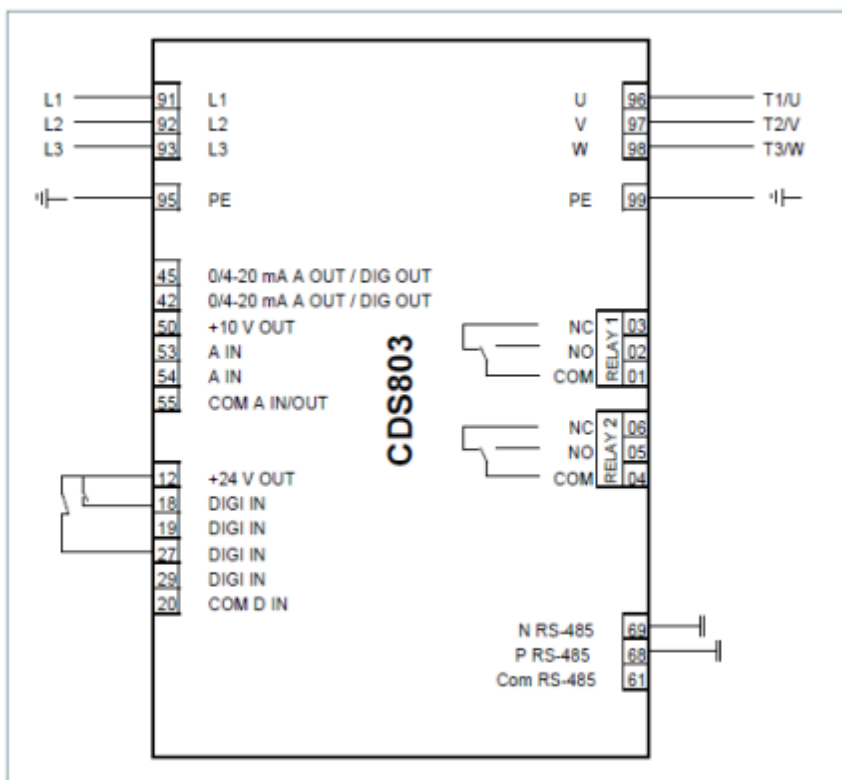 L1 91 L1 U 96 T1/U
L2 92 L2 V 97 T2/V
L3 93 L3 W 98 T3/W
95 PE PE 99
45 0/4-20 mA A OUT / DIG OUT
42 0/4-20 mA A OUT / DIG OUT
50 +10 V OUT NC 03
53 A IN NO 02
54 A IN COM 01
RELAY 1
55 COM A IN/OUT
CDS803
NC 06
NO 05
12 +24 V OUT COM 04
RELAY 2
18 DIGI IN
19 DIGI IN
27 DIGI IN
29 DIGI IN
20 COM D IN
N RS-485 69
P RS-485 68
Com RS-485 61